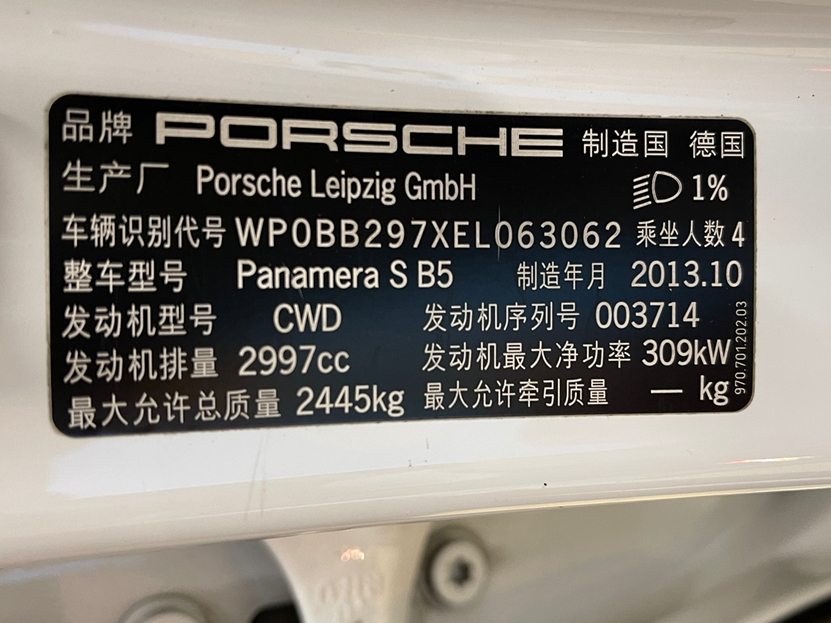 品牌 PORSCHE 制造国 德国
生产厂 Porsche Leipzig GmbH 1%
车辆识别代号 WP0BB297XEL063062 乘坐人数 4
整车型号 Panamera S B5 制造年月 2013.10
发动机型号 CWD 发动机序列号 003714
发动机排量 2997cc 发动机最大净功率 309kW
最大允许总质量 2445kg 最大允许牵引质量 — kg
970.701.202.03